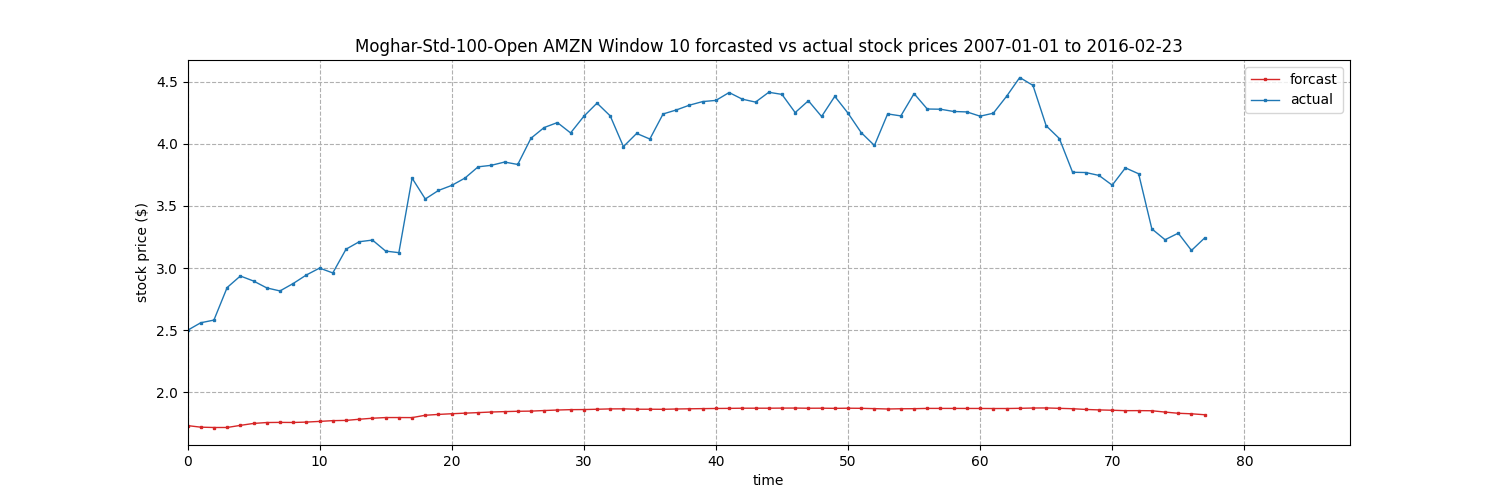 Moghar-Std-100-Open AMZN Window 10 forcasted vs actual stock prices 2007-01-01 to 2016-02-23
forcast
actual
stock price ($)
4.5
4.0
3.5
3.0
2.5
2.0
0 10 20 30 40 50 60 70 80
time